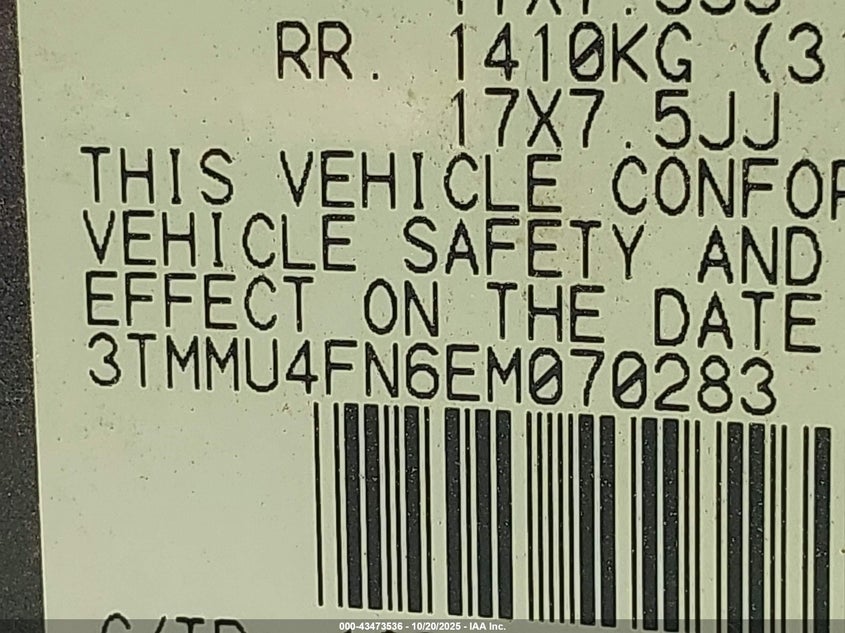 RR. 1410KG (3
17X7.5JJ
THIS VEHICLE CONFOR
VEHICLE SAFETY AND
EFFECT ON THE DATE
3TMMU4FN6EM070283
000-43473536 - 10/20/2025 - IAA Inc.